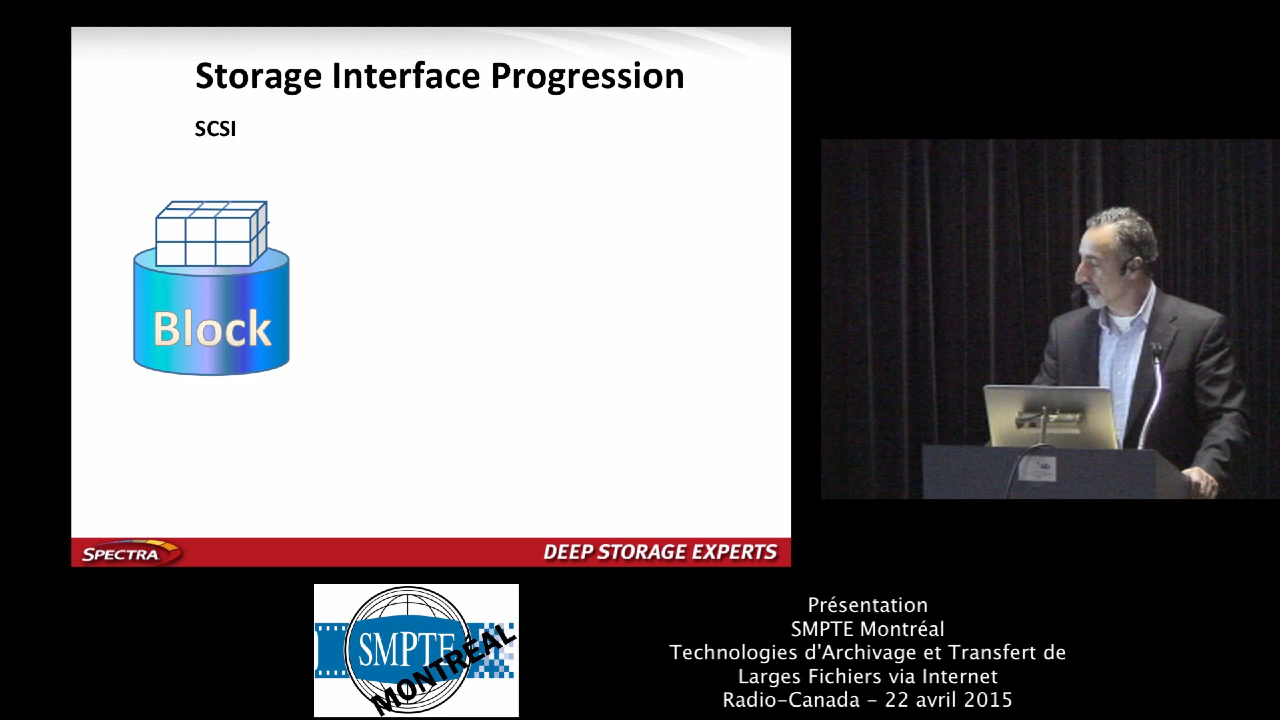 Storage Interface Progression
SCSI
Block
SPECTRA
DEEP STORAGE EXPERTS
SMPTE
MONTRÉAL
Présentation
SMPTE Montréal
Technologies d'Archivage et Transfert de
Larges Fichiers via Internet
Radio-Canada - 22 avril 2015